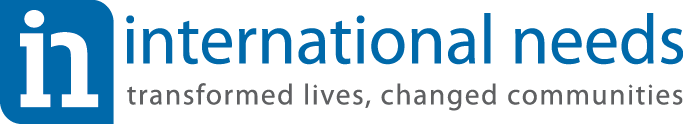 in
international needs
transformed lives, changed communities